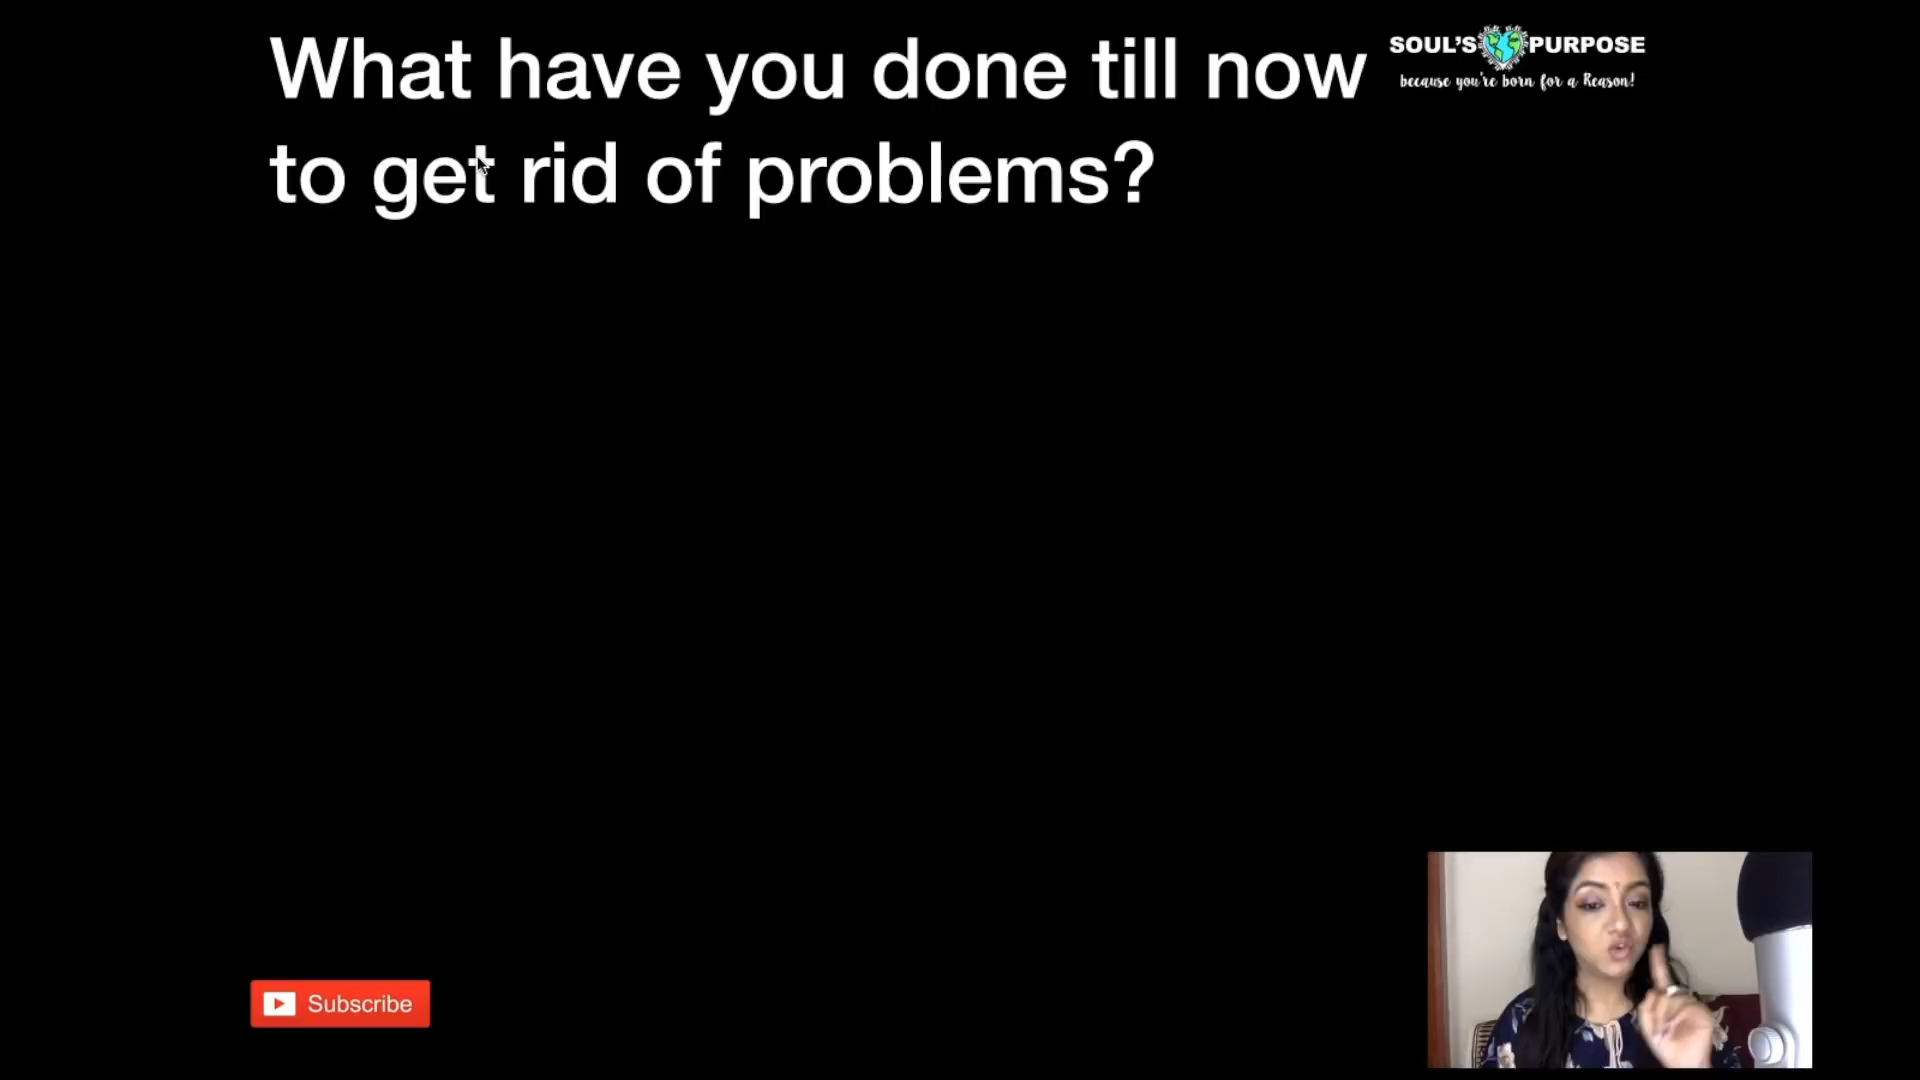 What have you done till now
to get rid of problems?
SOUL'S PURPOSE
because you're born for a Reason!
Subscribe